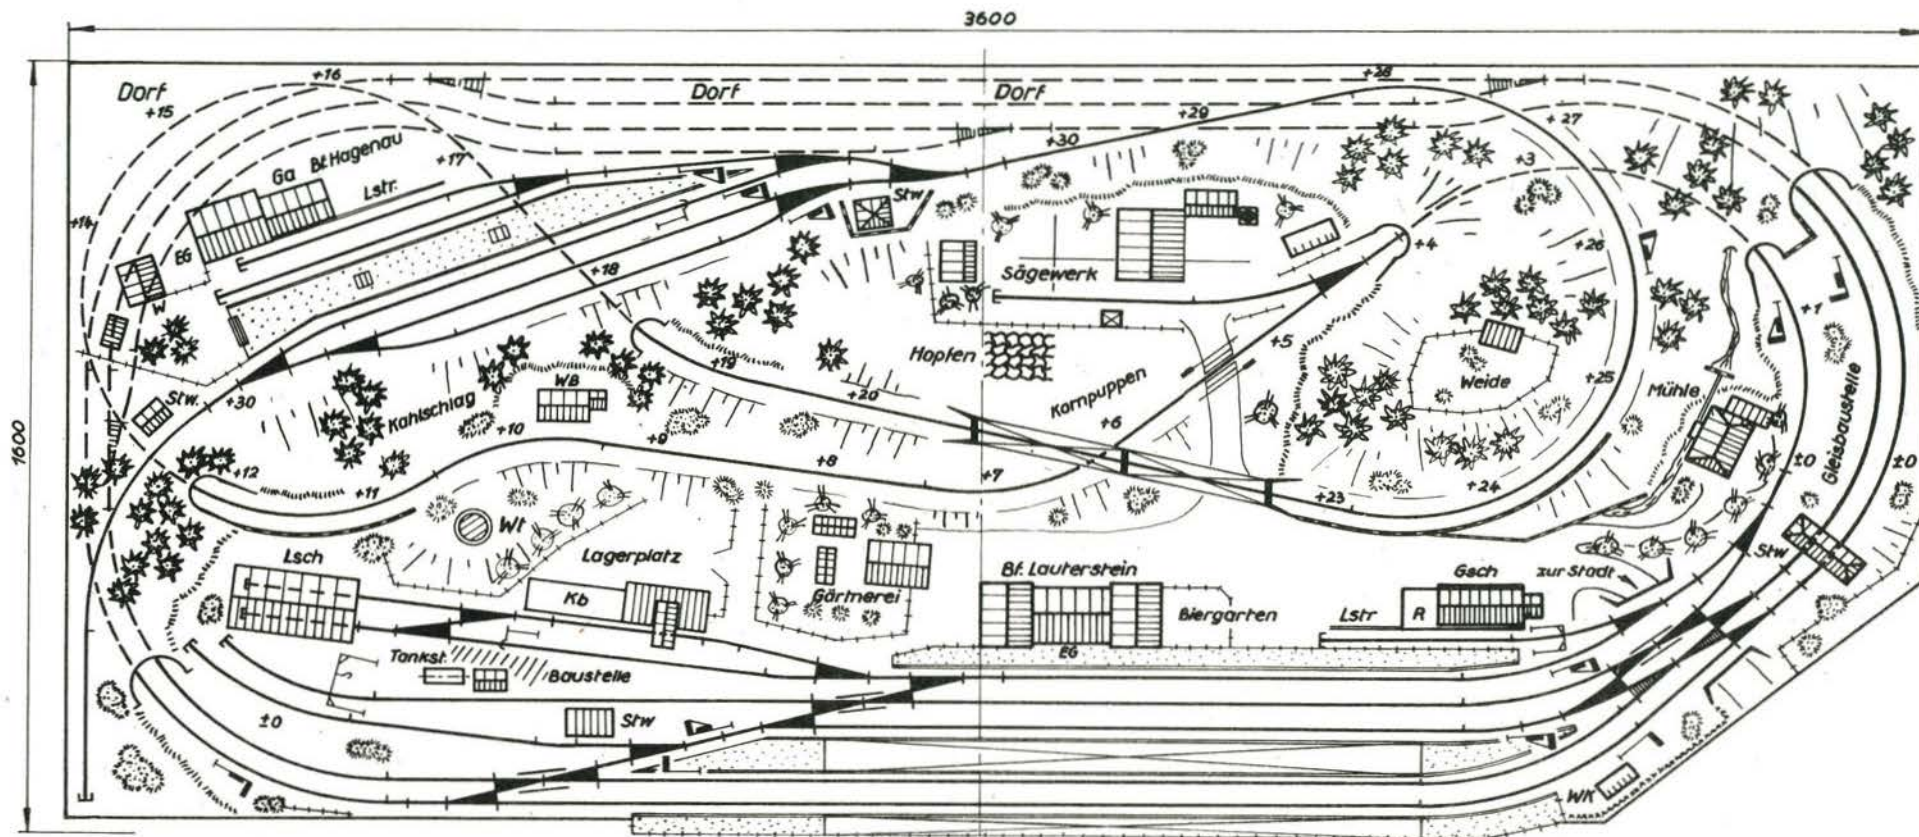 3600
1600
Dorf
+16
+15
Dorf
Dorf
+28
+29
+27
+30
+3
Ga
Bf. Hagenau
+17
Lstr.
+14
EG
W
Stw
+18
Sägewerk
+4
+26
+1
Hopfen
+5
Weide
+25
Mühle
Gleisbaustelle
Kornpuppen
+19
+20
WB
Kahlschlag
Stw.
+30
+10
+9
+8
+7
+6
+12
+11
+23
+24
±0
±0
Wt
Lagerplatz
Lsch
Kb
Gärtnerei
Bf. Lauterstein
Biergarten
Gsch
zur Stadt
Stw
Lstr
R
EG
Tankst.
Baustelle
±0
Stw
WK